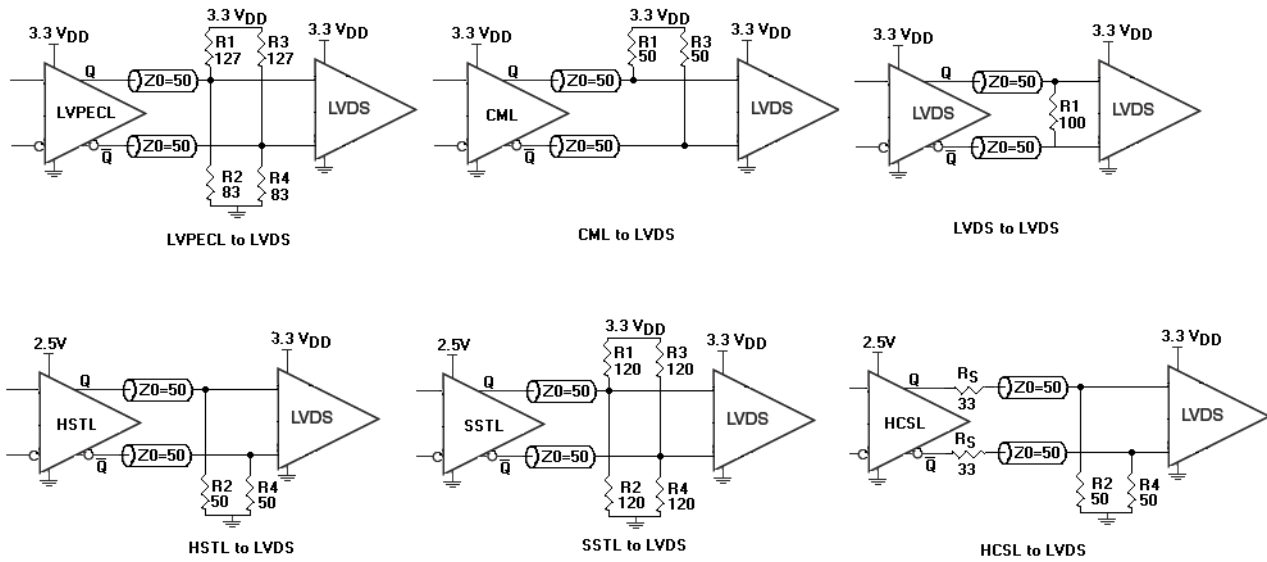 3.3 VDD
3.3 VDD
R1
127
R3
127
3.3 VDD
Q
Z0=50
LVPECL
LVDS
Z0=50
Q
R2
83
R4
83
LVPECL to LVDS
3.3 VDD
3.3 VDD
R1
50
R3
50
3.3 VDD
Q
Z0=50
CML
LVDS
Z0=50
Q
CML to LVDS
3.3 VDD
3.3 VDD
Q
Z0=50
LVDS
R1
100
LVDS
Z0=50
Q
LVDS to LVDS
2.5V
3.3 VDD
Q
Z0=50
HSTL
LVDS
Z0=50
Q
R2
50
R4
50
HSTL to LVDS
2.5V
3.3 VDD
R1
120
R3
120
3.3 VDD
Q
Z0=50
SSTL
LVDS
Z0=50
Q
R2
120
R4
120
SSTL to LVDS
2.5V
3.3 VDD
Q
RS
33
Z0=50
HCSL
LVDS
RS
33
Z0=50
Q
R2
50
R4
50
HCSL to LVDS